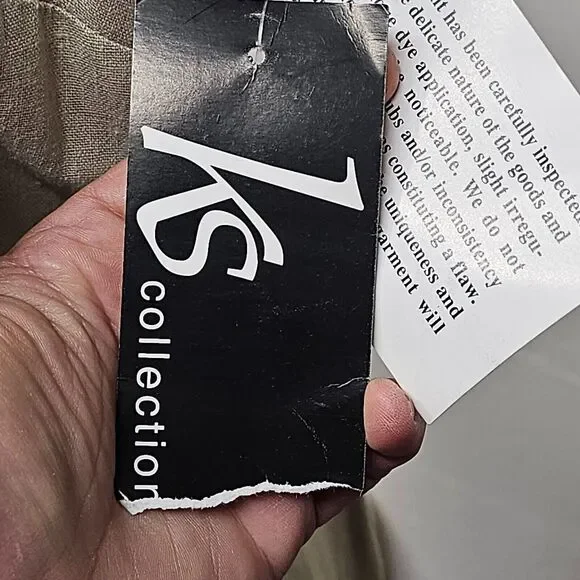 ks
collection
has been carefully inspected
delicate nature of the goods and
dye application, slight irregu-
noticeable. We do not
and/or inconsistency
constituting a flaw.
uniqueness and
garment will